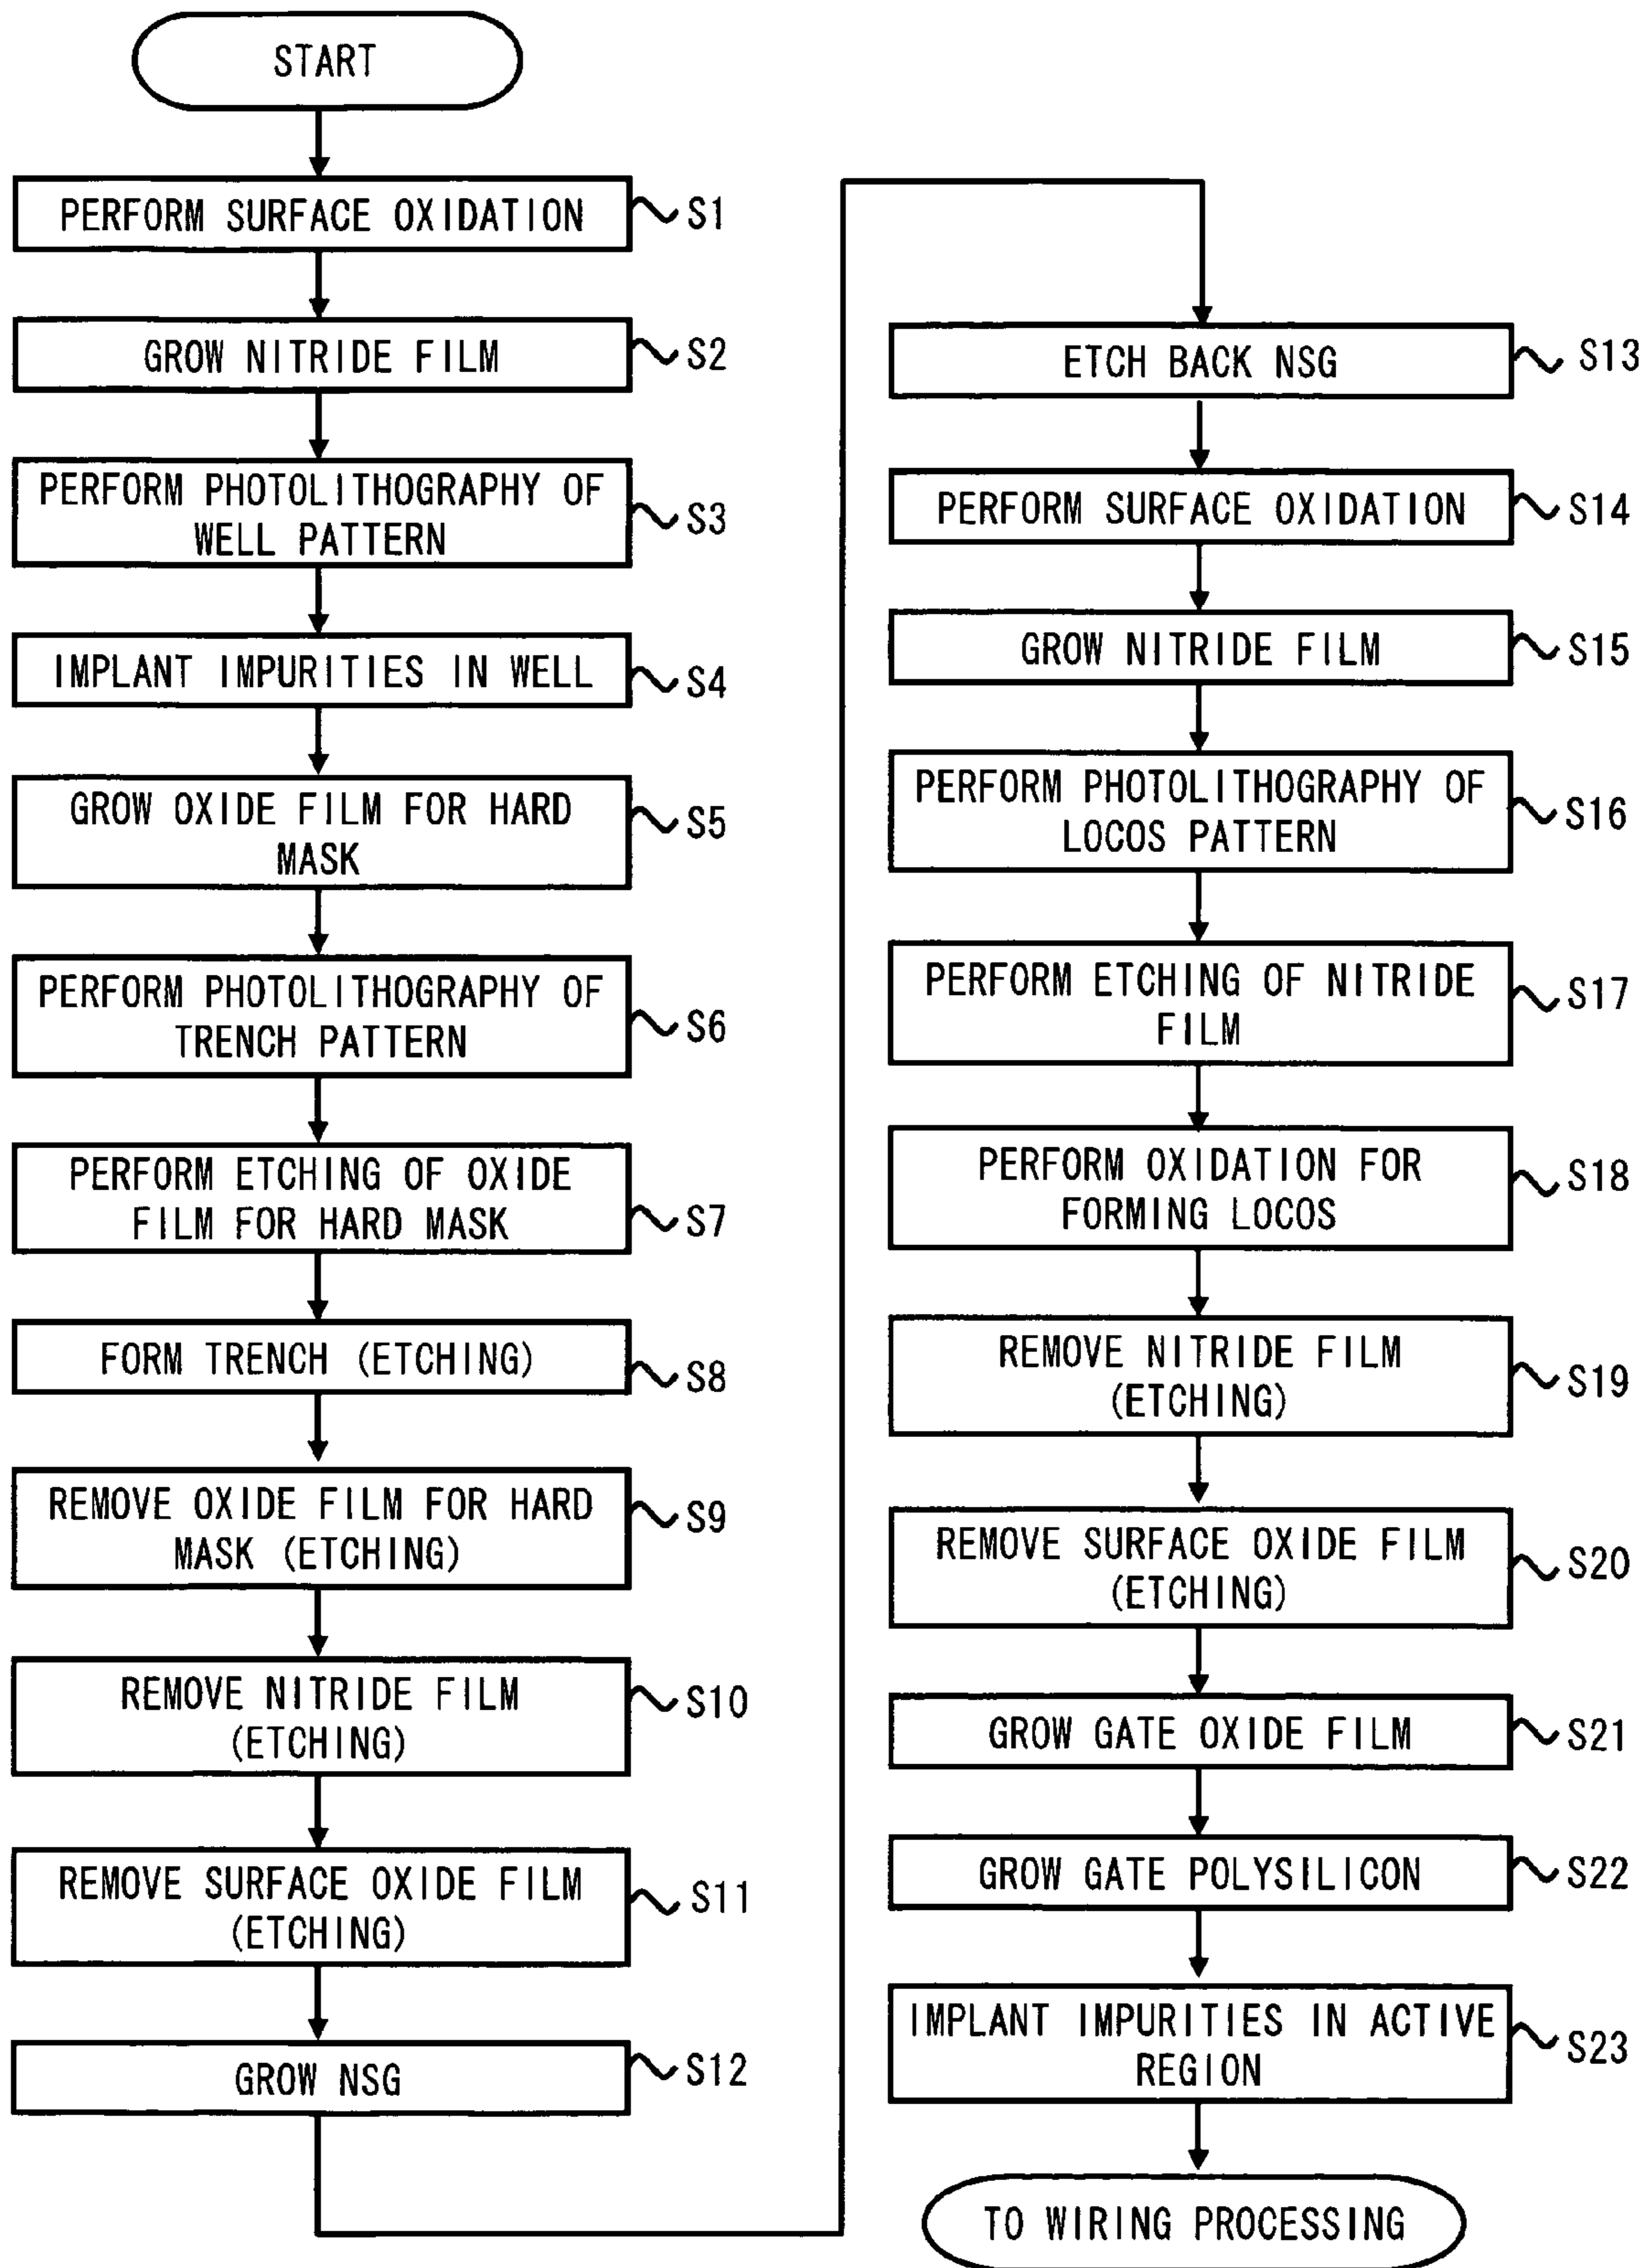 START
PERFORM SURFACE OXIDATION
S1
GROW NITRIDE FILM
S2
PERFORM PHOTOLITHOGRAPHY OF
WELL PATTERN
S3
IMPLANT IMPURITIES IN WELL
S4
GROW OXIDE FILM FOR HARD
MASK
S5
PERFORM PHOTOLITHOGRAPHY OF
TRENCH PATTERN
S6
PERFORM ETCHING OF OXIDE
FILM FOR HARD MASK
S7
FORM TRENCH (ETCHING)
S8
REMOVE OXIDE FILM FOR HARD
MASK (ETCHING)
S9
REMOVE NITRIDE FILM
(ETCHING)
S10
REMOVE SURFACE OXIDE FILM
(ETCHING)
S11
GROW NSG
S12
ETCH BACK NSG
S13
PERFORM SURFACE OXIDATION
S14
GROW NITRIDE FILM
S15
PERFORM PHOTOLITHOGRAPHY OF
LOCOS PATTERN
S16
PERFORM ETCHING OF NITRIDE
FILM
S17
PERFORM OXIDATION FOR
FORMING LOCOS
S18
REMOVE NITRIDE FILM
(ETCHING)
S19
REMOVE SURFACE OXIDE FILM
(ETCHING)
S20
GROW GATE OXIDE FILM
S21
GROW GATE POLYSILICON
S22
IMPLANT IMPURITIES IN ACTIVE
REGION
S23
TO WIRING PROCESSING